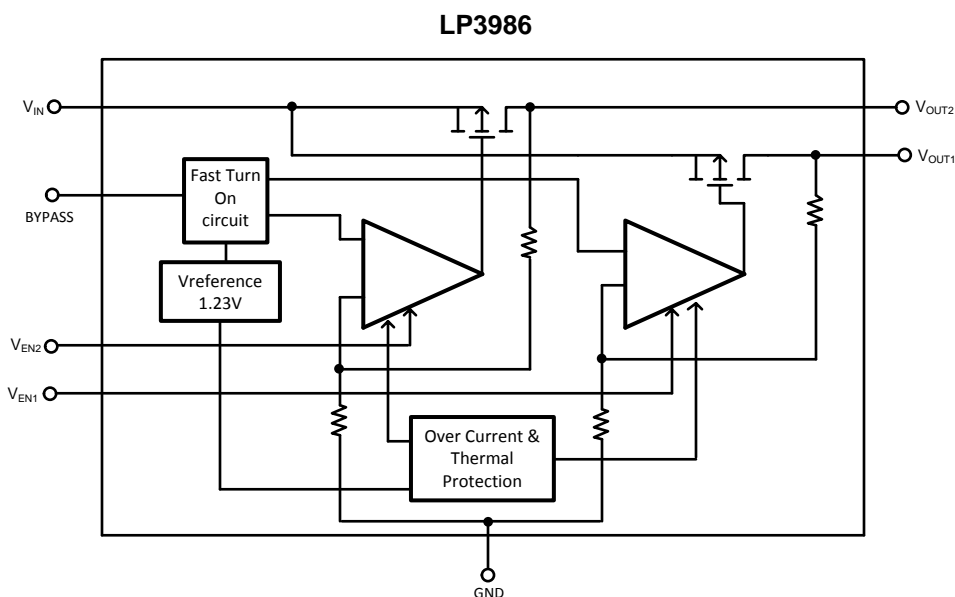 LP3986
VIN
VOUT2
VOUT1
Fast Turn
On
circuit
BYPASS
Vreference
1.23V
VEN2
VEN1
Over Current &
Thermal
Protection
GND